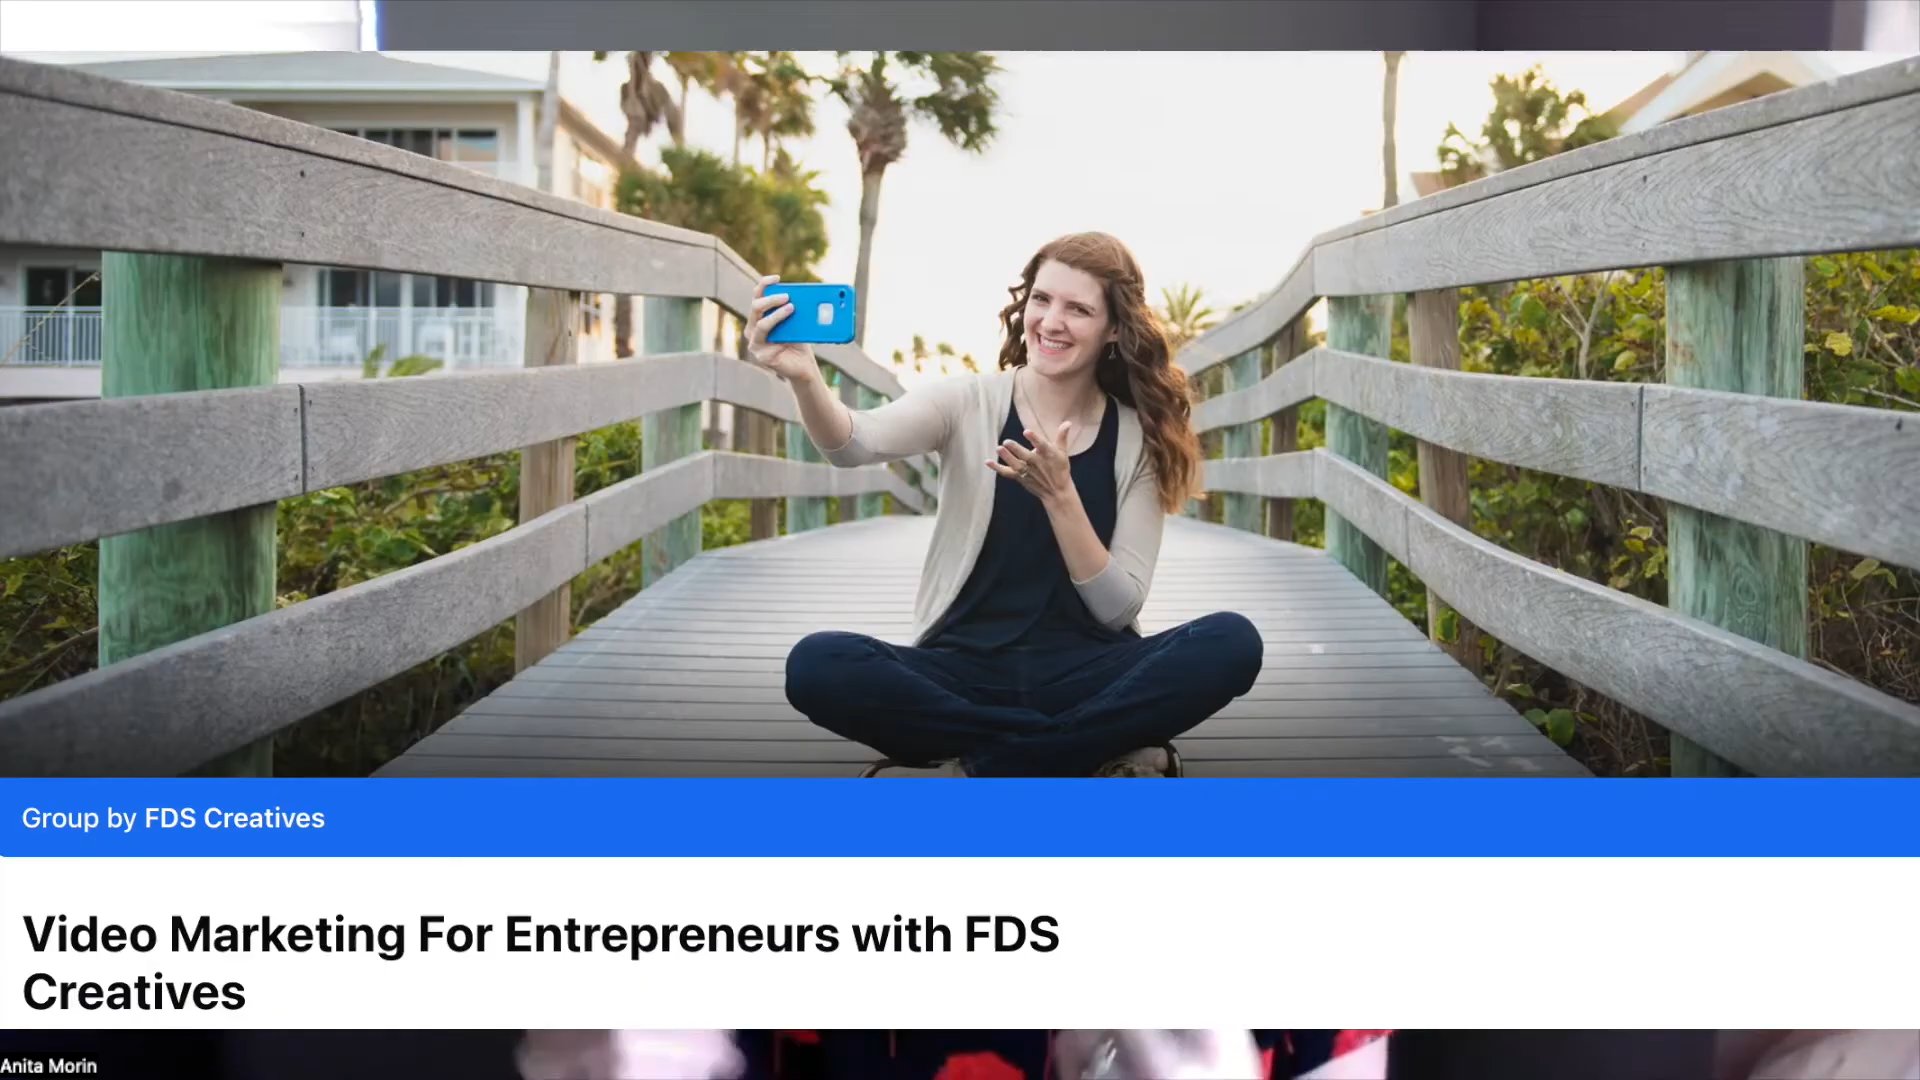 Group by FDS Creatives
Video Marketing For Entrepreneurs with FDS
Creatives
Anita Morin